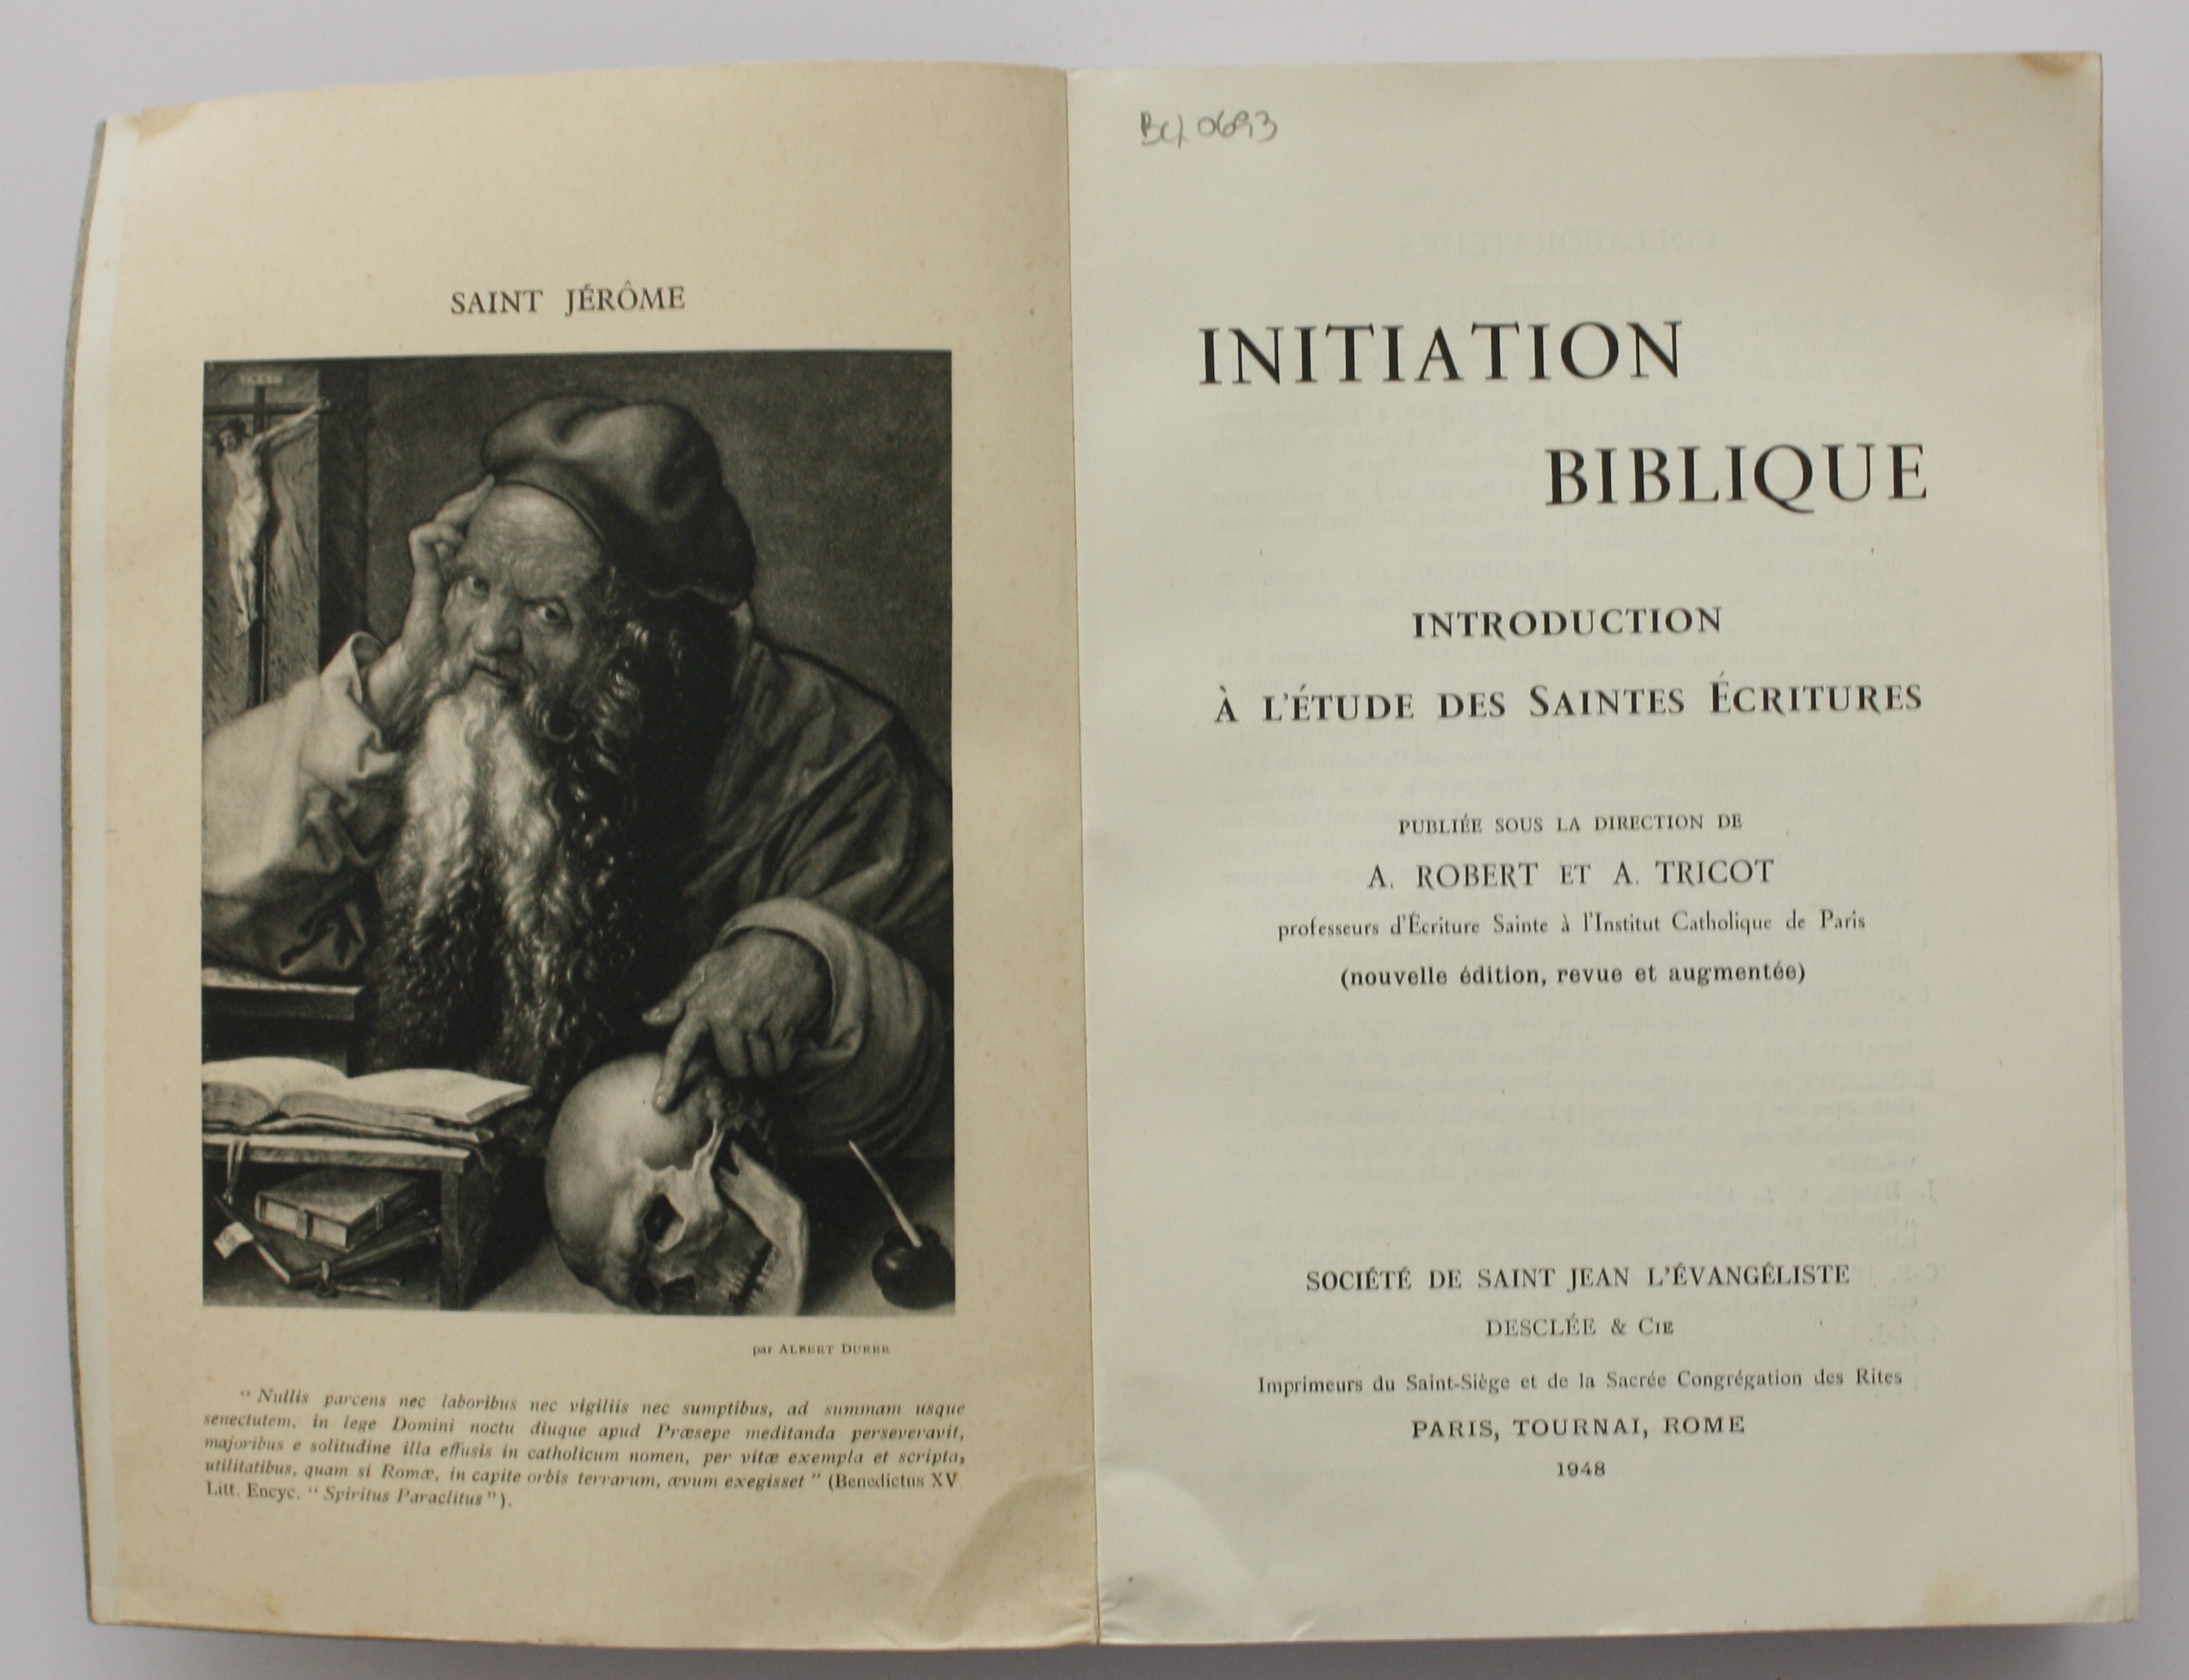 SAINT JÉRÔME
par ALBERT DURER
“ Nullis parcens nec laboribus nec vigiliis nec sumptibus, ad summam usque
senectutem, in lege Domini noctu diuque apud Præsepe meditanda perseveravit,
majoribus e solitudine illa effusis in catholicum nomen, per vitæ exempla et scripta,
utilitatibus, quam si Romæ, in capite orbis terrarum, ævum exegisset ” (Benedictus XV
Litt. Encyc. “ Spiritus Paraclitus ”).
0693
INITIATION
BIBLIQUE
INTRODUCTION
À L'ÉTUDE DES SAINTES ÉCRITURES
PUBLIÉE SOUS LA DIRECTION DE
A. ROBERT ET A. TRICOT
professeurs d'Écriture Sainte à l'Institut Catholique de Paris
(nouvelle édition, revue et augmentée)
SOCIÉTÉ DE SAINT JEAN L'ÉVANGÉLISTE
DESCLÉE & CIE
Imprimeurs du Saint-Siège et de la Sacrée Congrégation des Rites
PARIS, TOURNAI, ROME
1948